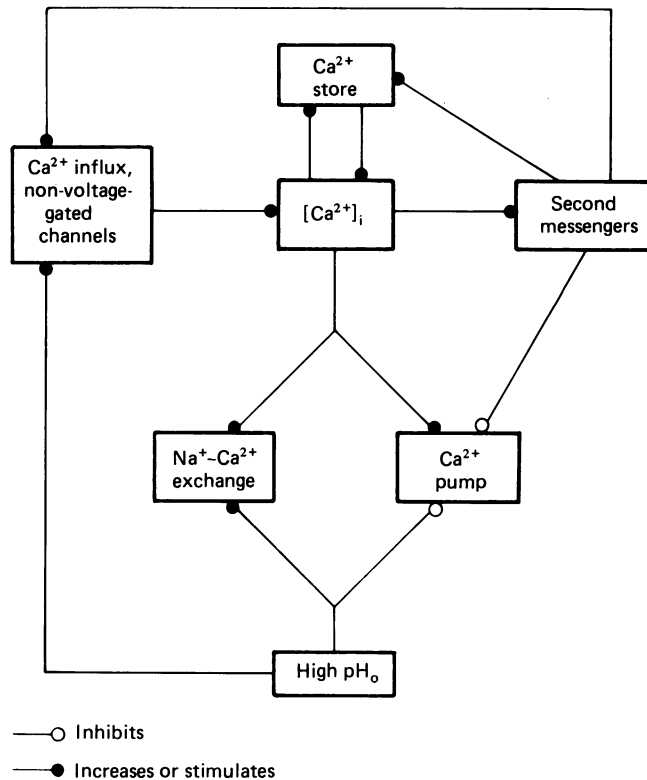 Ca²⁺
store
Ca²⁺ influx,
non-voltage-
gated
channels
[Ca²⁺]ᵢ
Second
messengers
Na⁺-Ca²⁺
exchange
Ca²⁺
pump
High pHₒ
Inhibits
Increases or stimulates